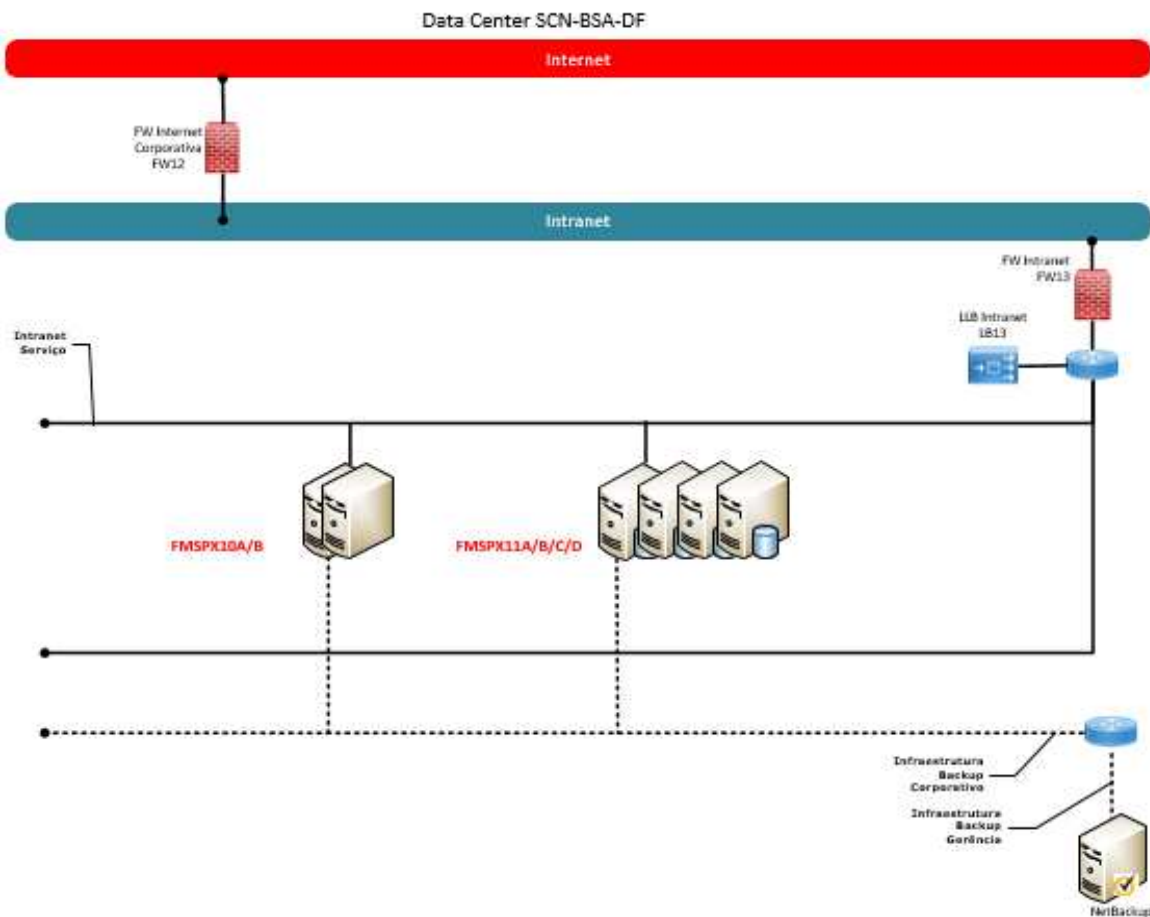 Data Center SCN-BSA-DF
Internet
FW Internet
Corporativa
FW12
Intranet
FW Intranet
FW13
LLB Intranet
LB13
Intranet
Serviço
FMSPX10A/B
FMSPX11A/B/C/D
Infraestrutura
Backup
Corporativo
Infraestrutura
Backup
Gerência
NetBackup